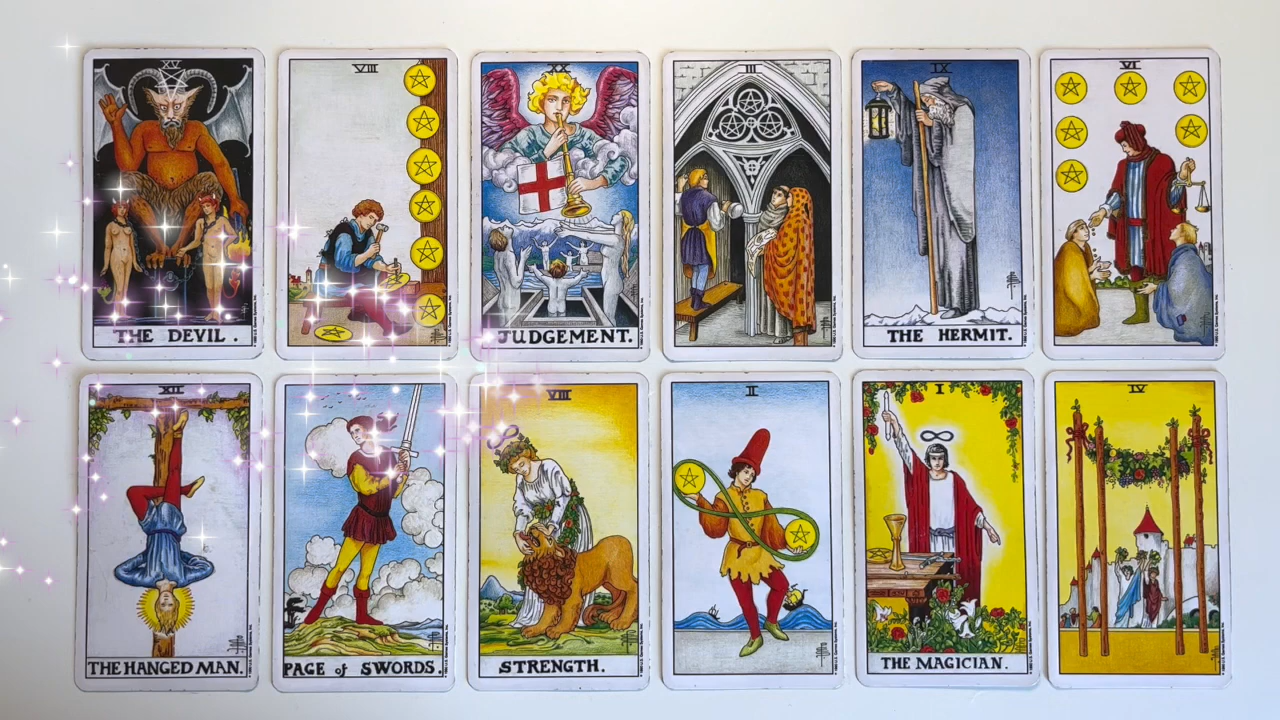 XV
THE DEVIL .
VIII
XX
JUDGEMENT.
III
IX
THE HERMIT.
VI
XII
THE HANGED MAN.
PAGE of SWORDS.
VIII
STRENGTH.
II
I
THE MAGICIAN.
IV